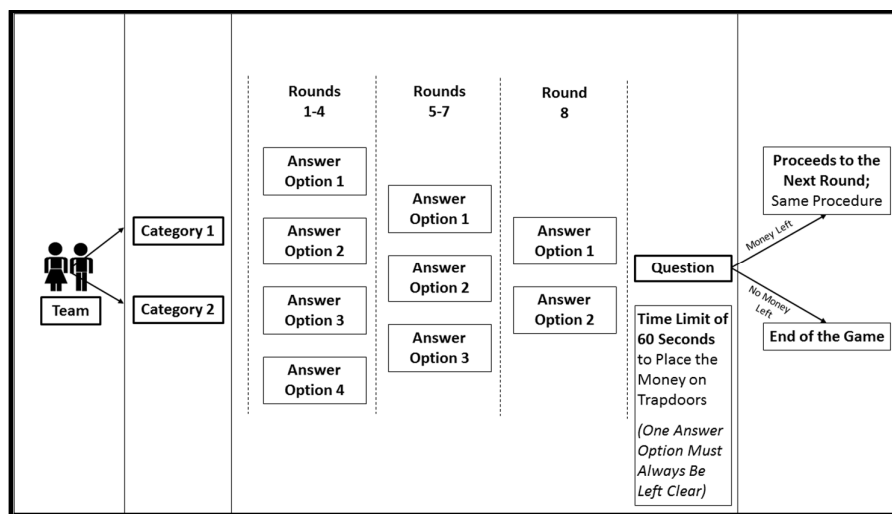 Team
Category 1
Category 2
Rounds
1-4
Answer
Option 1
Answer
Option 2
Answer
Option 3
Answer
Option 4
Rounds
5-7
Answer
Option 1
Answer
Option 2
Answer
Option 3
Round
8
Answer
Option 1
Answer
Option 2
Question
Time Limit of
60 Seconds
to Place the
Money on
Trapdoors
(One Answer
Option Must
Always Be
Left Clear)
Money Left
No Money
Left
Proceeds to the
Next Round;
Same Procedure
End of the Game